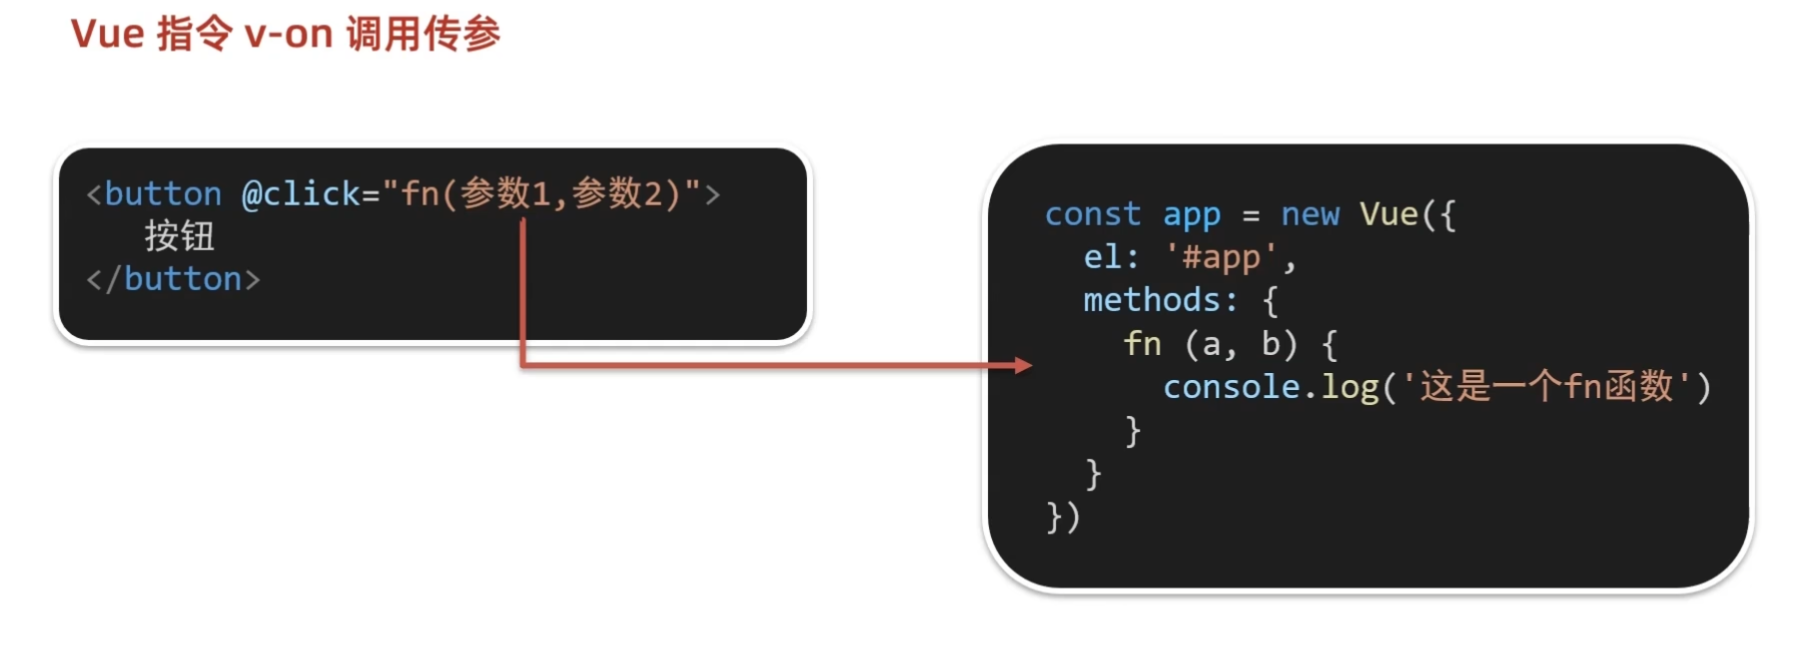 Vue 指令 v-on 调用传参
<button @click="fn(参数1,参数2)">
按钮
</button>
const app = new Vue({
el: '#app',
methods: {
fn (a, b) {
console.log('这是一个fn函数')
}
}
})